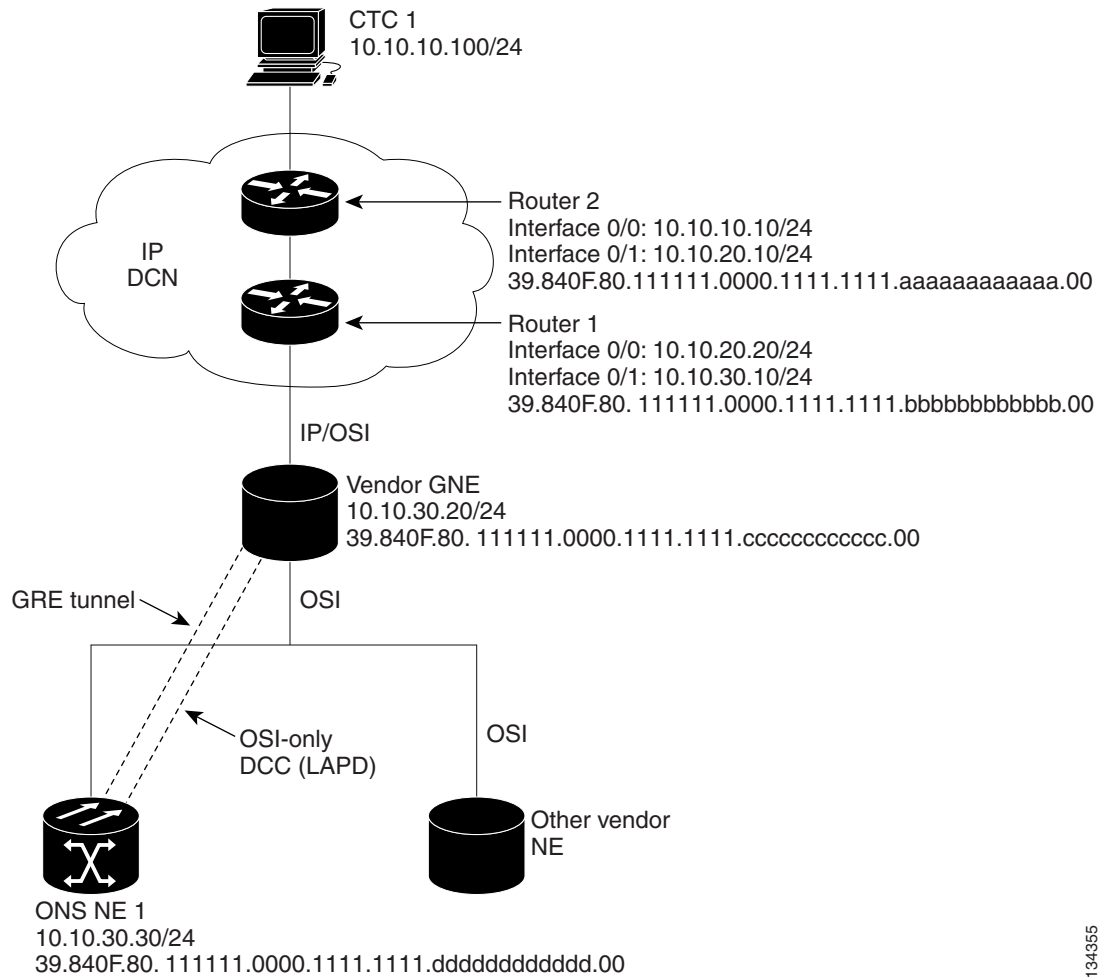 CTC 1
10.10.10.100/24
IP
DCN
Router 2
Interface 0/0: 10.10.10.10/24
Interface 0/1: 10.10.20.10/24
39.840F.80.111111.0000.1111.1111.aaaaaaaaaaaa.00
Router 1
Interface 0/0: 10.10.20.20/24
Interface 0/1: 10.10.30.10/24
39.840F.80. 111111.0000.1111.1111.bbbbbbbbbbbb.00
IP/OSI
Vendor GNE
10.10.30.20/24
39.840F.80. 111111.0000.1111.1111.cccccccccccc.00
GRE tunnel
OSI
OSI-only
DCC (LAPD)
OSI
Other vendor
NE
ONS NE 1
10.10.30.30/24
39.840F.80. 111111.0000.1111.1111.dddddddddddd.00
134355